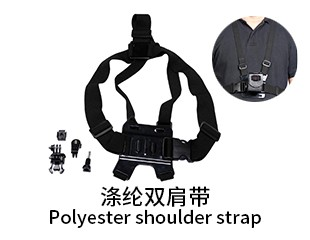 涤纶双肩带
Polyester shoulder strap